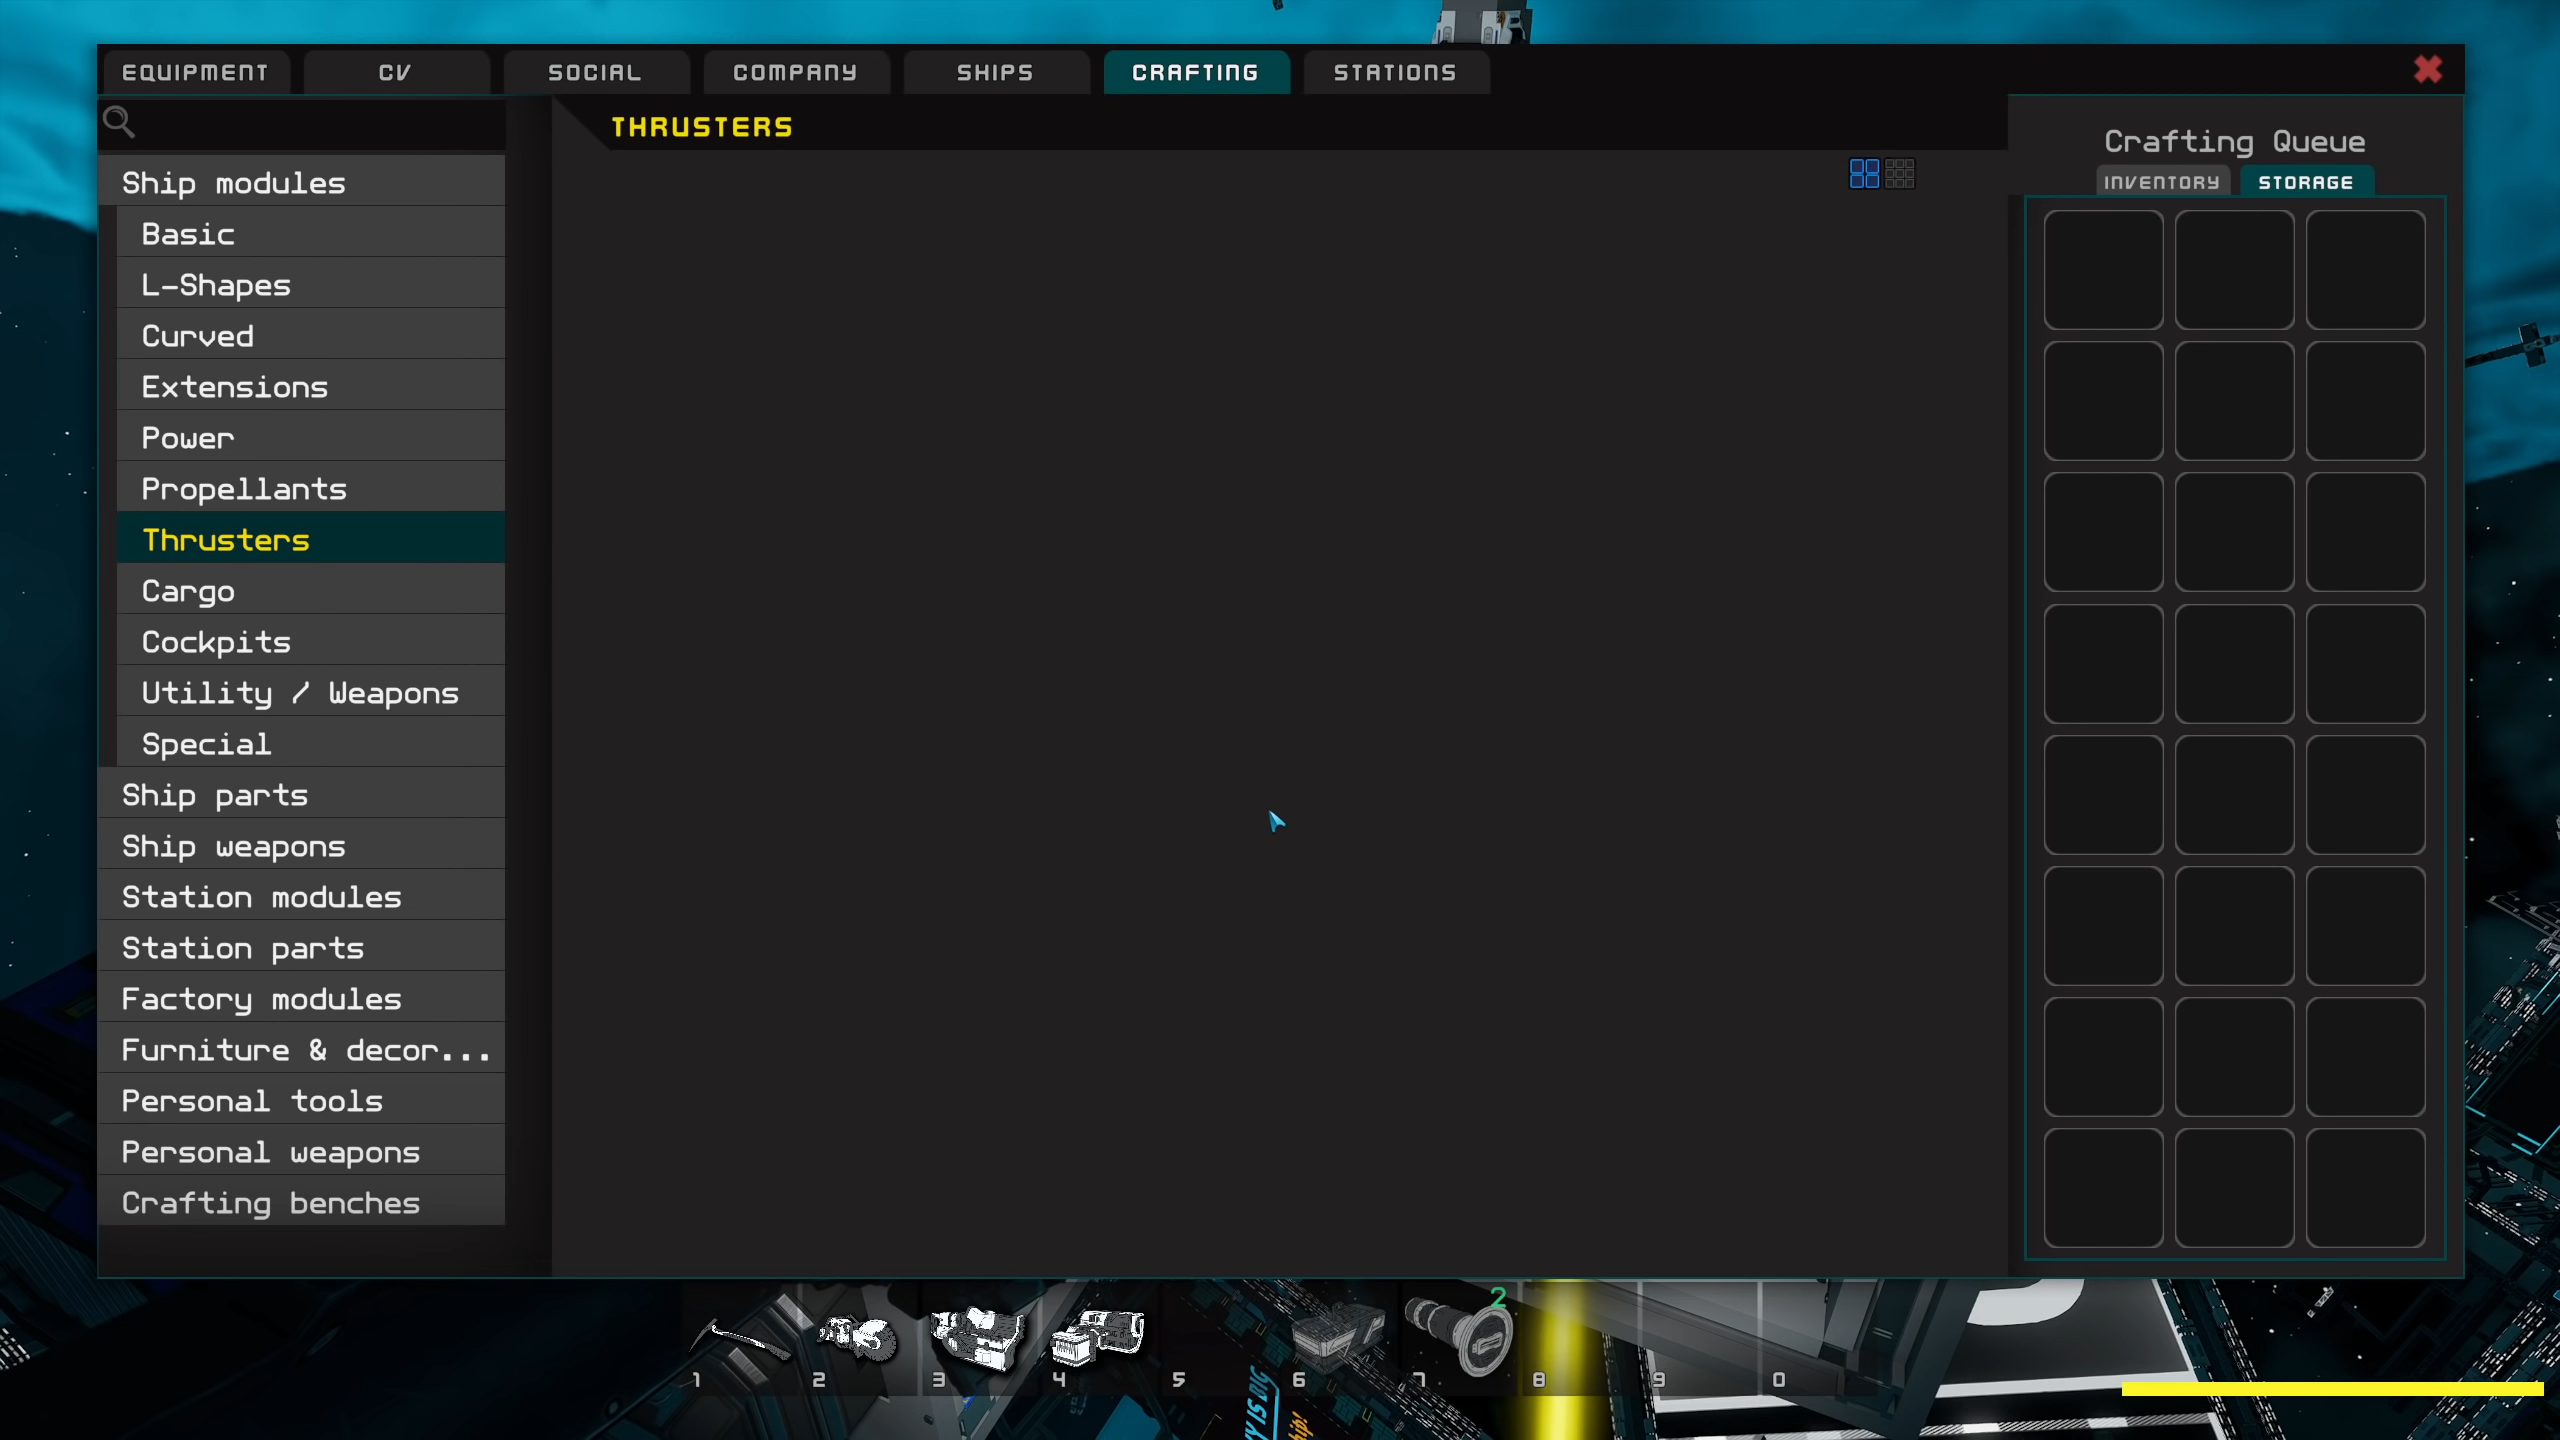 EQUIPMENT
CV
SOCIAL
COMPANY
SHIPS
CRAFTING
STATIONS
THRUSTERS
Crafting Queue
INVENTORY
STORAGE
Ship modules
Basic
L-Shapes
Curved
Extensions
Power
Propellants
Thrusters
Cargo
Cockpits
Utility / Weapons
Special
Ship parts
Ship weapons
Station modules
Station parts
Factory modules
Furniture & decor...
Personal tools
Personal weapons
Crafting benches
2
1
2
3
4
5
6
7
8
9
0
IS BIG